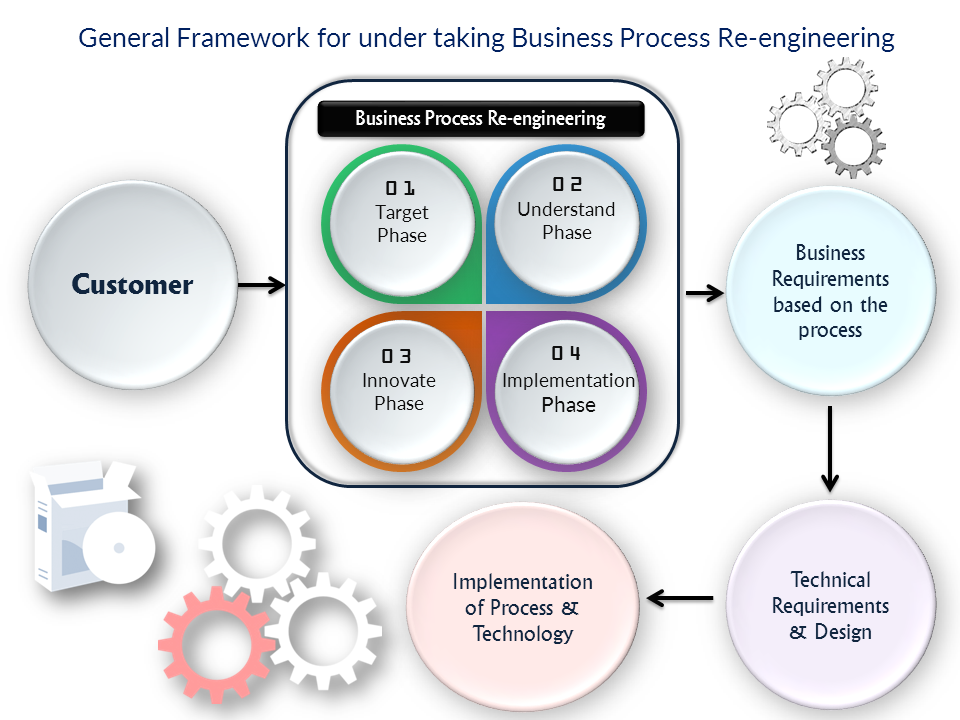 General Framework for under taking Business Process Re-engineering
Business Process Re-engineering
01
Target
Phase
02
Understand
Phase
03
Innovate
Phase
04
Implementation
Phase
Customer
Business
Requirements
based on the
process
Technical
Requirements
& Design
Implementation
of Process &
Technology